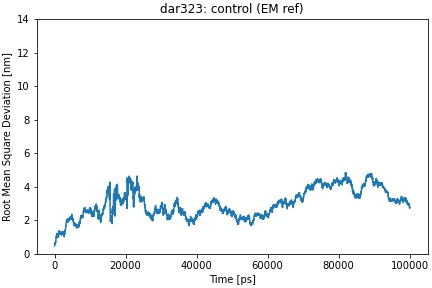 dar323: control (EM ref)
14
12
10
8
6
4
2
0
Root Mean Square Deviation [nm]
0 20000 40000 60000 80000 100000
Time [ps]